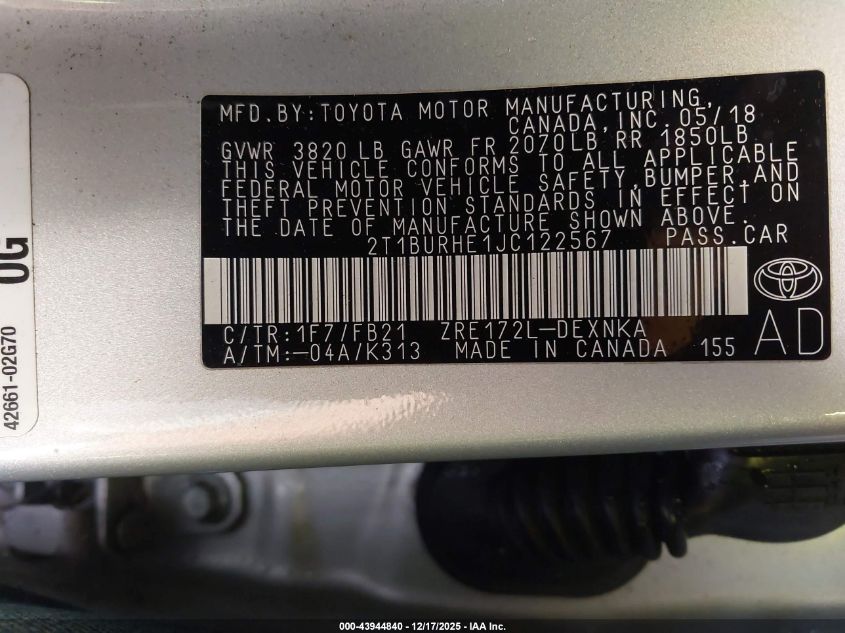 MFD.BY:TOYOTA MOTOR MANUFACTURING,
CANADA,INC.05/18
GVWR 3820 LB GAWR FR 2070LB RR 1850LB
THIS VEHICLE CONFORMS TO ALL APPLICABLE
FEDERAL MOTOR VEHICLE SAFETY,BUMPER,AND
THEFT PREVENTION STANDARDS IN EFFECT ON
THE DATE OF MANUFACTURE SHOWN ABOVE.
2T1BURHE1JC122567 PASS.CAR
C/TR:1F7/FB21 ZRE172L-DEXNKA
A/TM:-04A/K313 MADE IN CANADA 155
AD
0G
42661-02G70
000-43944840 - 12/17/2025 - IAA Inc.